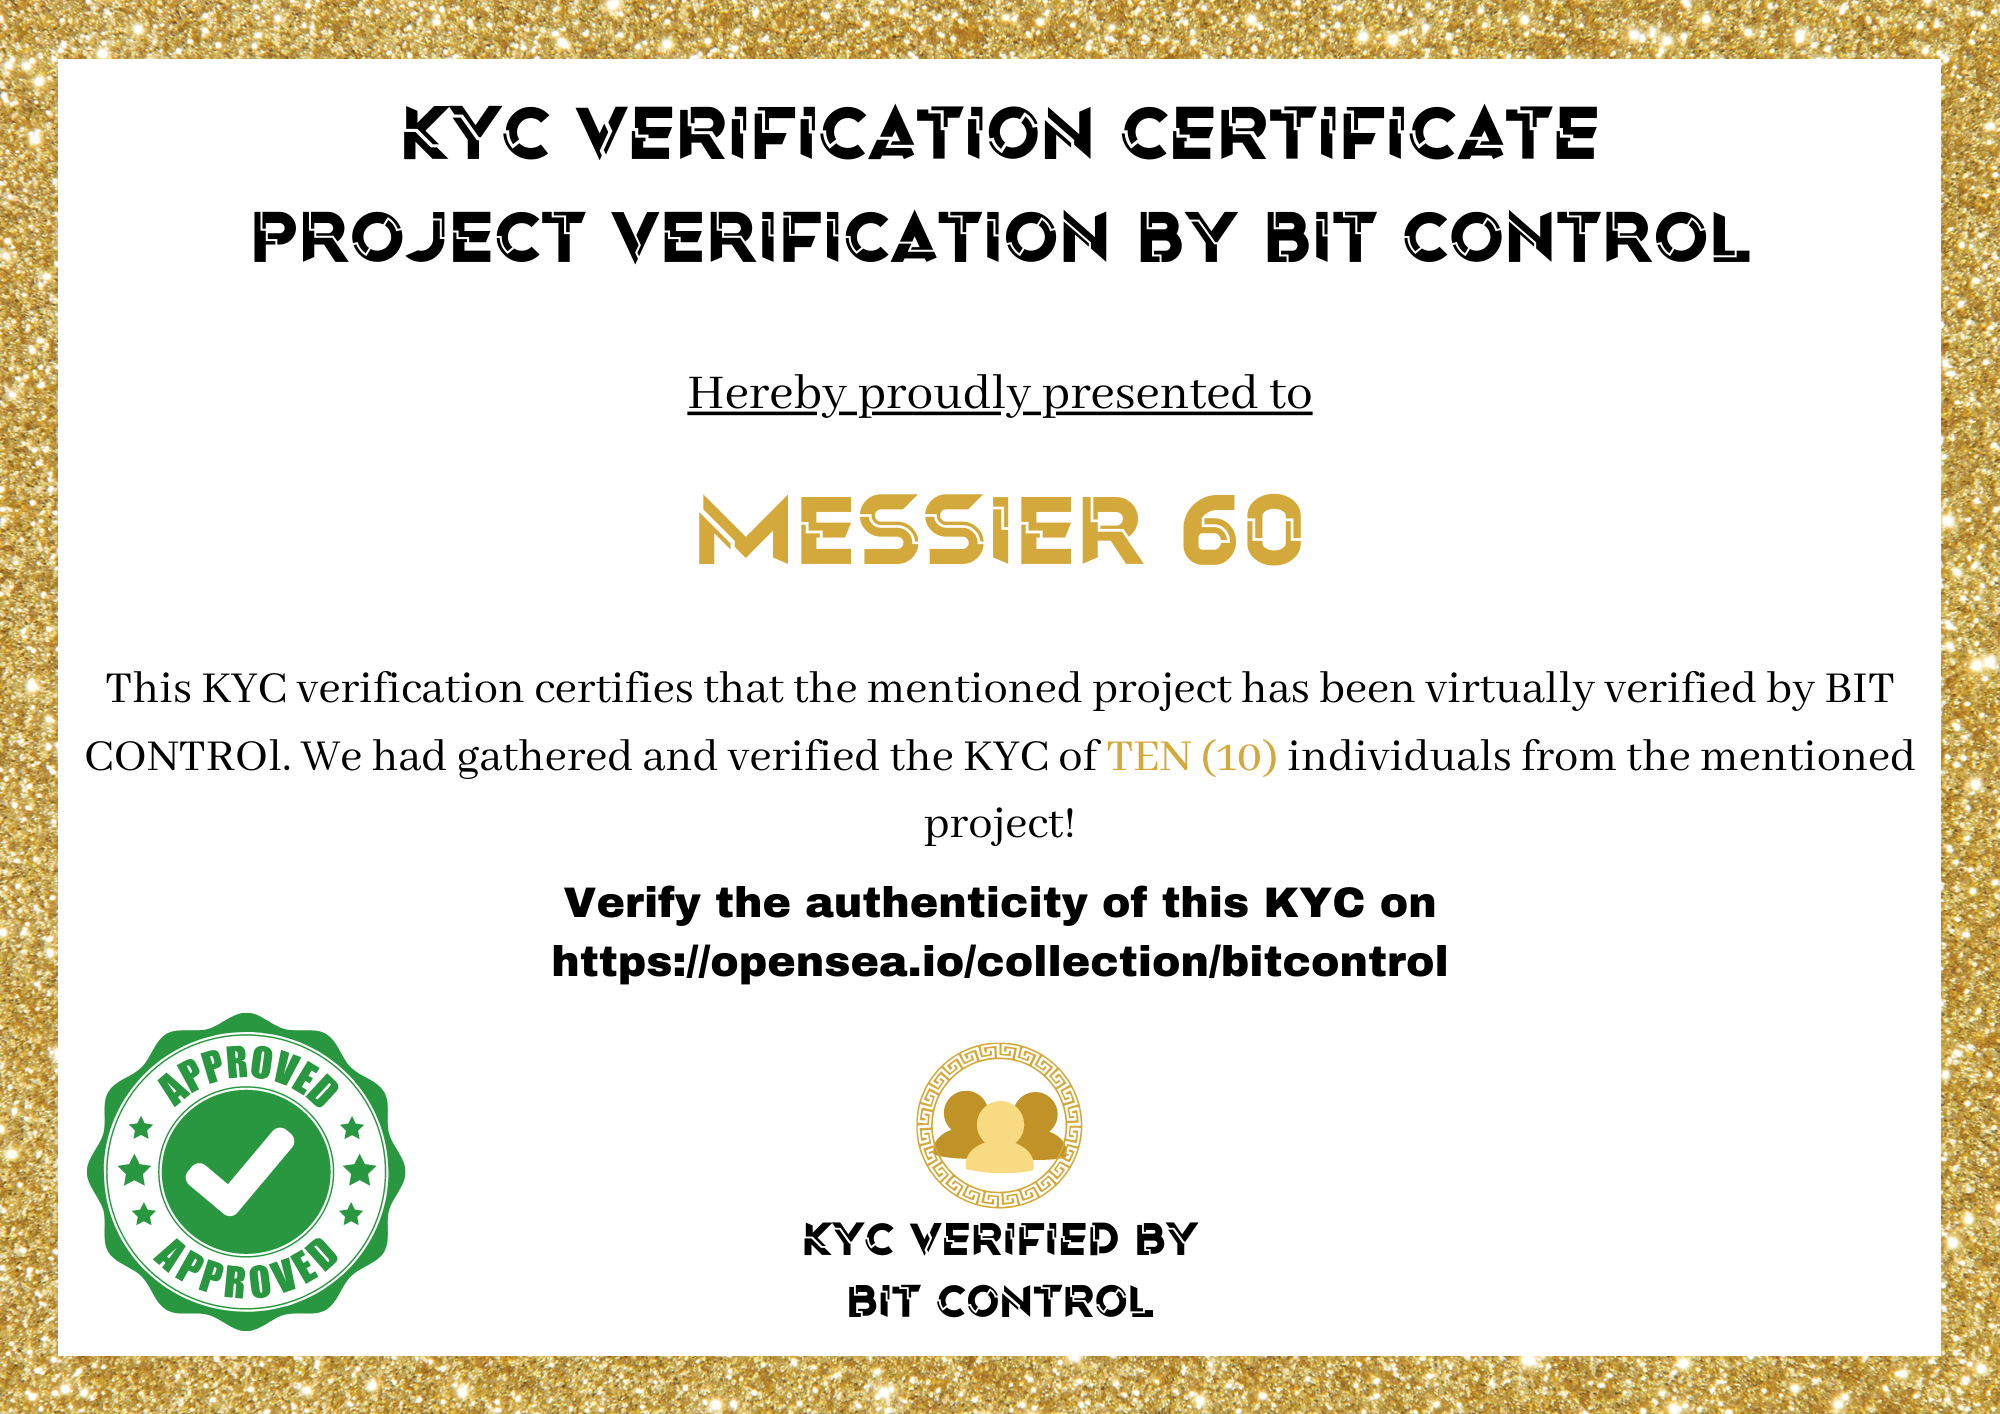 KYC VERIFICATION CERTIFICATE
PROJECT VERIFICATION BY BIT CONTROL
Hereby proudly presented to
MESSIER 60
This KYC verification certifies that the mentioned project has been virtually verified by BIT
CONTROl. We had gathered and verified the KYC of TEN (10) individuals from the mentioned
project!
Verify the authenticity of this KYC on
https://opensea.io/collection/bitcontrol
APPROVED
APPROVED
KYC VERIFIED BY
BIT CONTROL